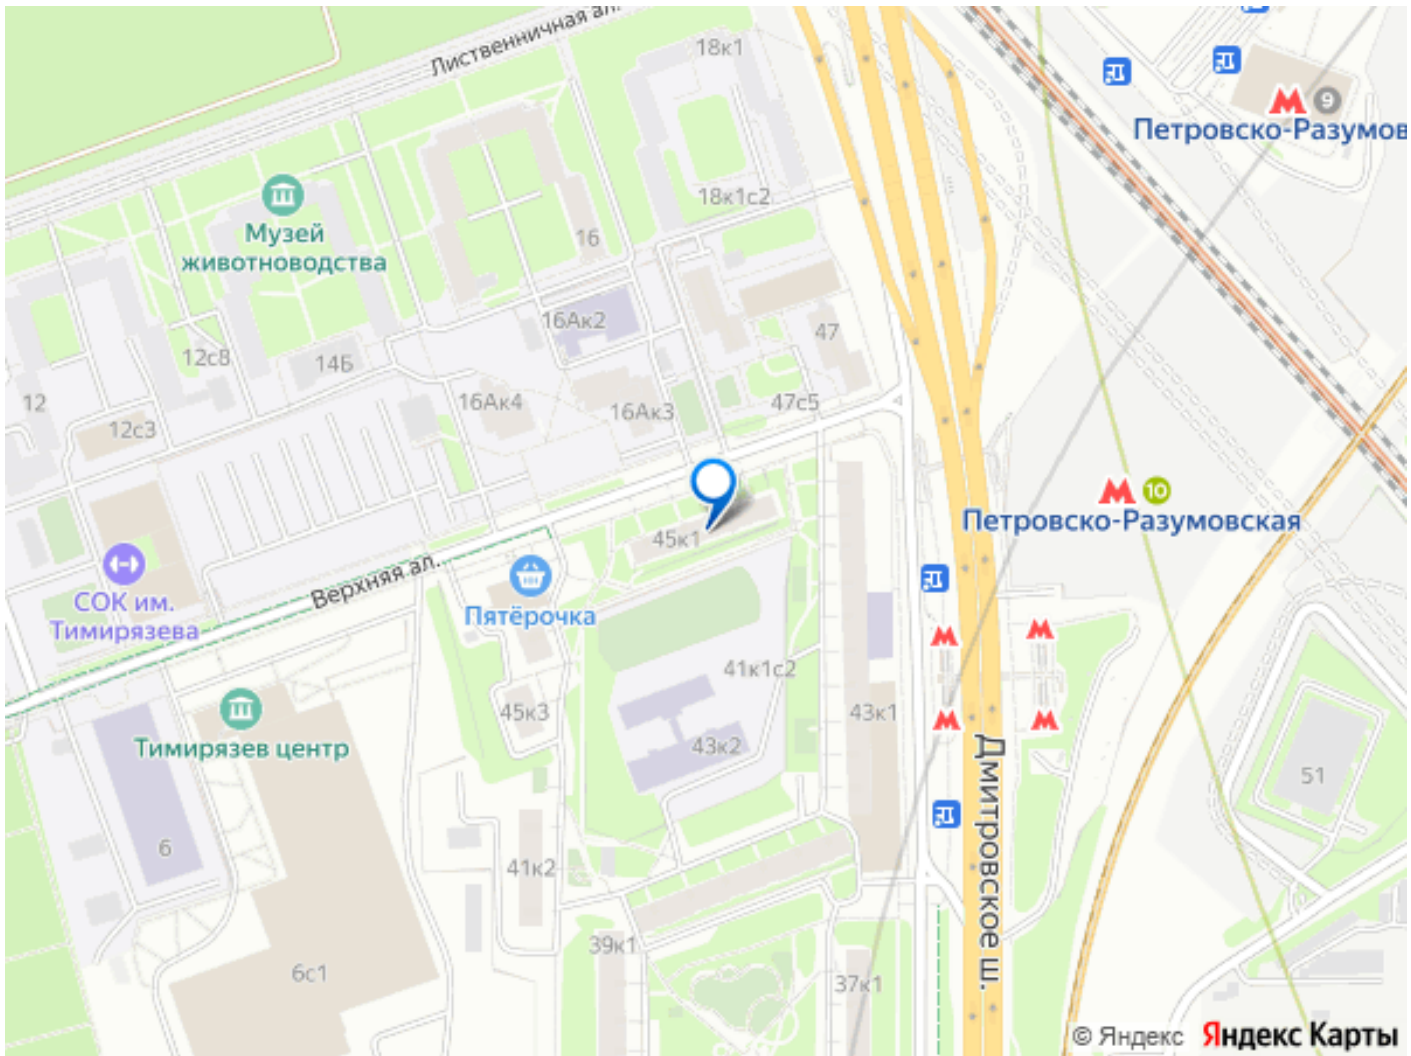 Лиственничная ал.
18к1
9
Петровско-Разумов
18к1с2
Музей
животноводства
16
16Ак2
47
12с8
14Б
12
16Ак4
16Ак3
47с5
12с3
10
Петровско-Разумовская
45к1
Верхняя ал.
Пятёрочка
СОК им.
Тимирязева
41к1с2
45к3
43к1
Тимирязев центр
43к2
51
Дмитровское ш.
6
41к2
39к1
6с1
37к1
© Яндекс Яндекс Карты